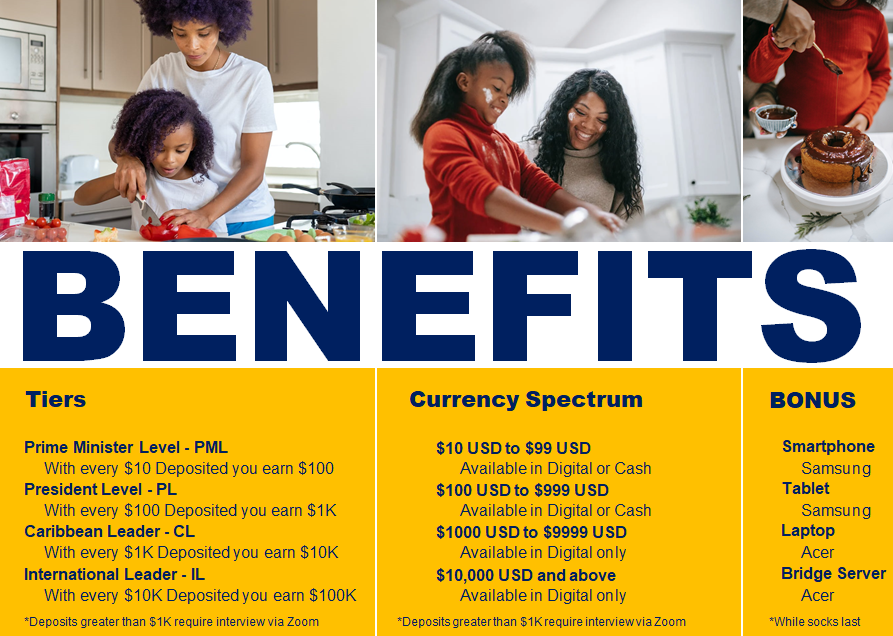 BENEFITS
Tiers
Prime Minister Level - PML
With every $10 Deposited you earn $100
President Level - PL
With every $100 Deposited you earn $1K
Caribbean Leader - CL
With every $1K Deposited you earn $10K
International Leader - IL
With every $10K Deposited you earn $100K
*Deposits greater than $1K require interview via Zoom
Currency Spectrum
$10 USD to $99 USD
Available in Digital or Cash
$100 USD to $999 USD
Available in Digital or Cash
$1000 USD to $9999 USD
Available in Digital only
$10,000 USD and above
Available in Digital only
*Deposits greater than $1K require interview via Zoom
BONUS
Smartphone
Samsung
Tablet
Samsung
Laptop
Acer
Bridge Server
Acer
*While socks last